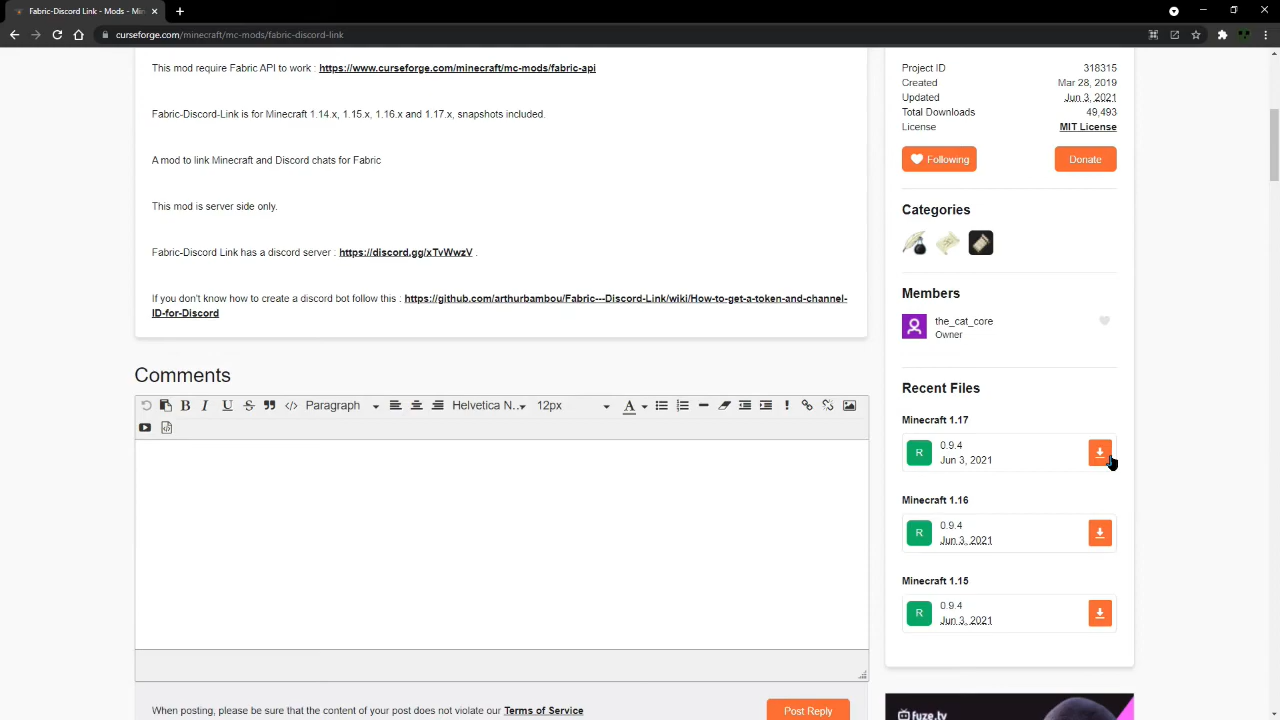 Fabric-Discord Link - Mods - Min
curseforge.com/minecraft/mc-mods/fabric-discord-link
This mod require Fabric API to work : https://www.curseforge.com/minecraft/mc-mods/fabric-api
Fabric-Discord-Link is for Minecraft 1.14.x, 1.15.x, 1.16.x and 1.17.x, snapshots included.
A mod to link Minecraft and Discord chats for Fabric
This mod is server side only.
Fabric-Discord Link has a discord server : https://discord.gg/xTvWwzV .
If you don't know how to create a discord bot follow this : https://github.com/arthurbambou/Fabric---Discord-Link/wiki/How-to-get-a-token-and-channel-
ID-for-Discord
Comments
Paragraph Helvetica N... 12px
When posting, please be sure that the content of your post does not violate our Terms of Service
Post Reply
Project ID 318315
Created Mar 28, 2019
Updated Jun 3, 2021
Total Downloads 49,493
License MIT License
Following Donate
Categories
Members
the_cat_core
Owner
Recent Files
Minecraft 1.17
R 0.9.4
Jun 3, 2021
Minecraft 1.16
R 0.9.4
Jun 3, 2021
Minecraft 1.15
R 0.9.4
Jun 3, 2021
fuze.tv